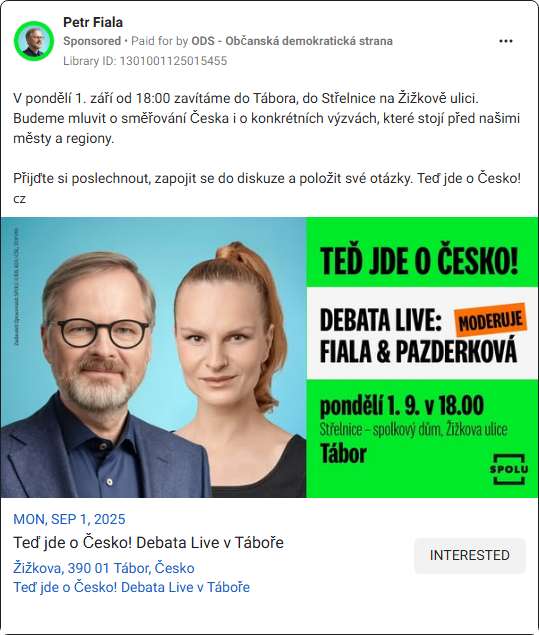 Petr Fiala
Sponsored • Paid for by ODS - Občanská demokratická strana
Library ID: 1301001125015455
V pondělí 1. září od 18:00 zavítáme do Tábora, do Střelnice na Žižkově ulici.
Budeme mluvit o směřování Česka i o konkrétních výzvách, které stojí před našimi
městy a regiony.
Přijďte si poslechnout, zapojit se do diskuze a položit své otázky. Teď jde o Česko!
cz
TEĎ JDE O ČESKO!
DEBATA LIVE: MODERUJE
FIALA & PAZDERKOVÁ
pondělí 1. 9. v 18.00
Střelnice – spolkový dům, Žižkova ulice
Tábor
SPOLU
MON, SEP 1, 2025
Teď jde o Česko! Debata Live v Táboře
Žižkova, 390 01 Tábor, Česko
Teď jde o Česko! Debata Live v Táboře
INTERESTED